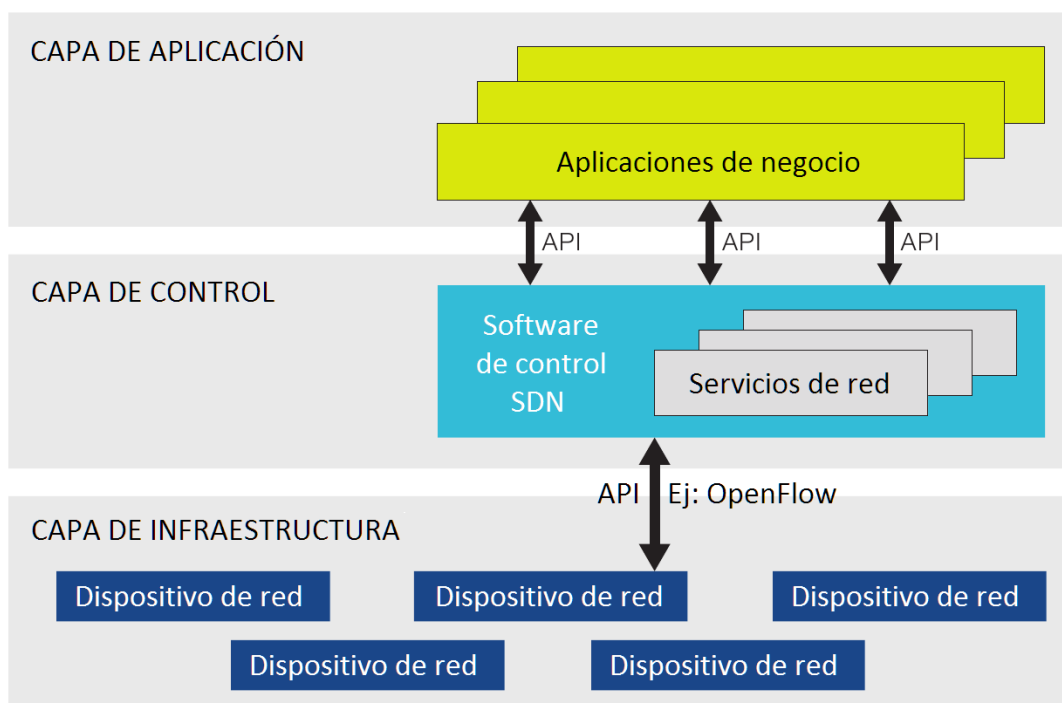 CAPA DE APLICACIÓN
Aplicaciones de negocio
API
API
API
CAPA DE CONTROL
Software
de control
SDN
Servicios de red
API
Ej: OpenFlow
CAPA DE INFRAESTRUCTURA
Dispositivo de red
Dispositivo de red
Dispositivo de red
Dispositivo de red
Dispositivo de red